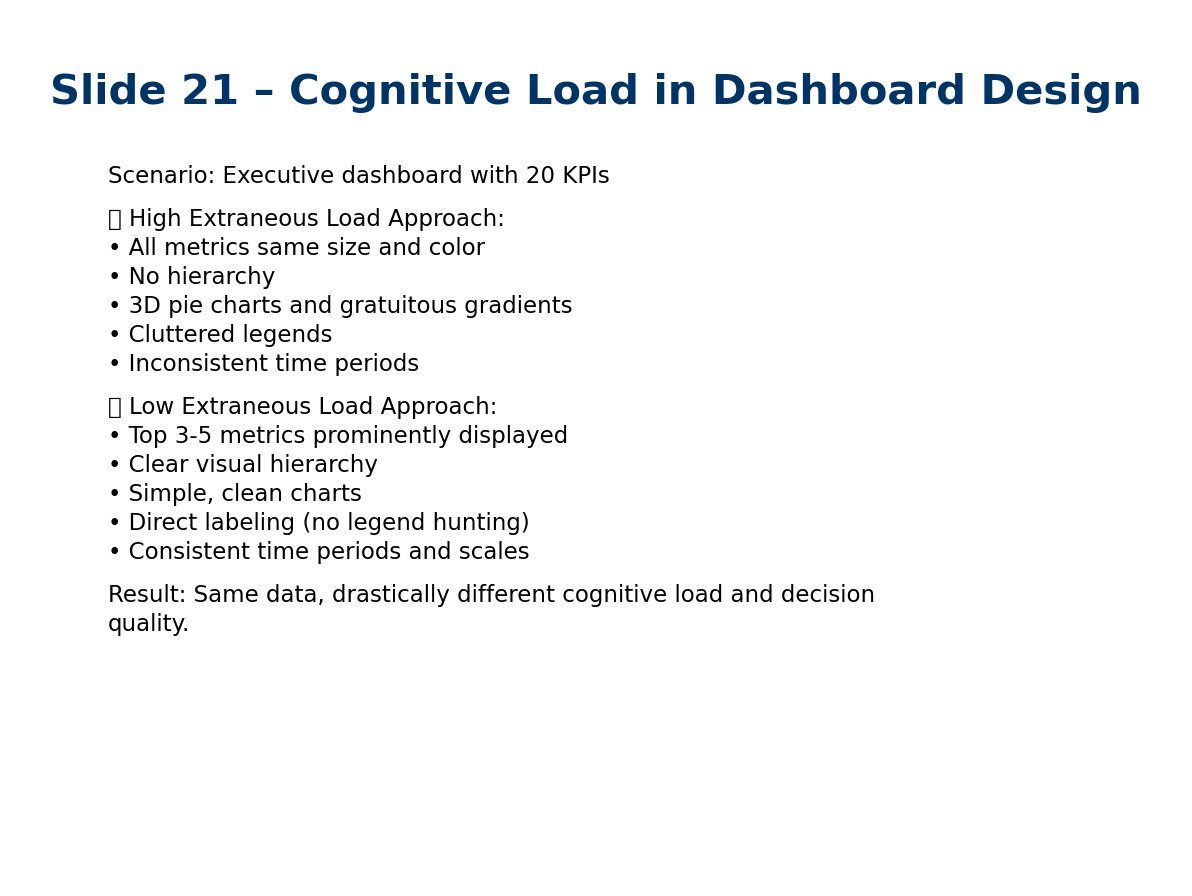 Slide 21 – Cognitive Load in Dashboard Design
Scenario: Executive dashboard with 20 KPIs
High Extraneous Load Approach:
• All metrics same size and color
• No hierarchy
• 3D pie charts and gratuitous gradients
• Cluttered legends
• Inconsistent time periods
Low Extraneous Load Approach:
• Top 3-5 metrics prominently displayed
• Clear visual hierarchy
• Simple, clean charts
• Direct labeling (no legend hunting)
• Consistent time periods and scales
Result: Same data, drastically different cognitive load and decision
quality.